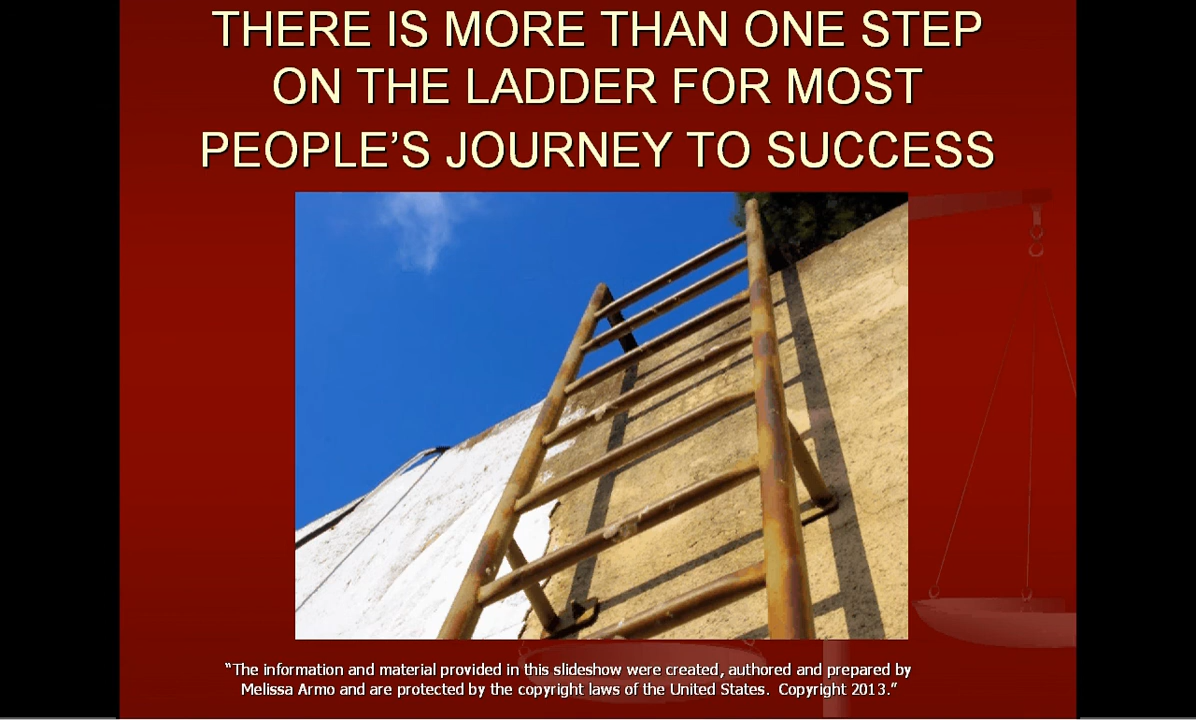 THERE IS MORE THAN ONE STEP
ON THE LADDER FOR MOST
PEOPLE’S JOURNEY TO SUCCESS
“The information and material provided in this slideshow were created, authored and prepared by
Melissa Armo and are protected by the copyright laws of the United States.  Copyright 2013.”